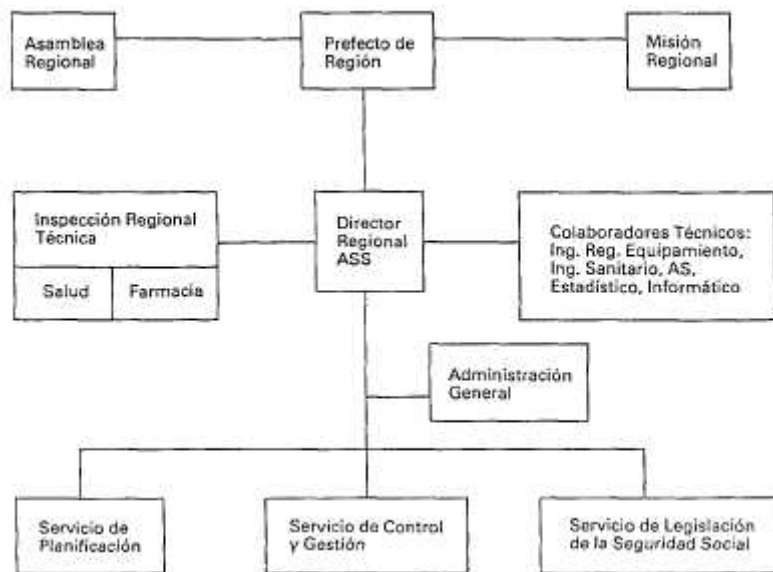 Asamblea
Regional
Prefecto de
Región
Misión
Regional
Inspección Regional
Técnica
Salud
Farmacia
Director
Regional
ASS
Colaboradores Técnicos:
Ing. Reg. Equipamiento,
Ing. Sanitario, AS,
Estadístico, Informático
Administración
General
Servicio de
Planificación
Servicio de Control
y Gestión
Servicio de Legislación
de la Seguridad Social